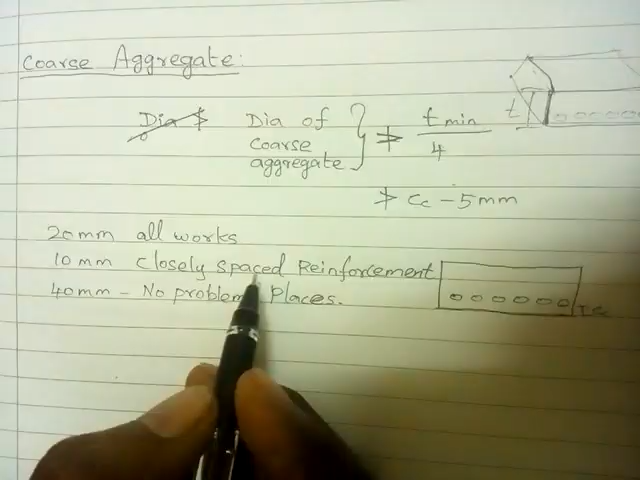 Coarse Aggregate:
Dia ≯ Dia of coarse aggregate } ≯ tmin/4
≯ Cc - 5mm
t
20mm all works
10mm Closely Spaced Reinforcement
40mm - No problem Places.